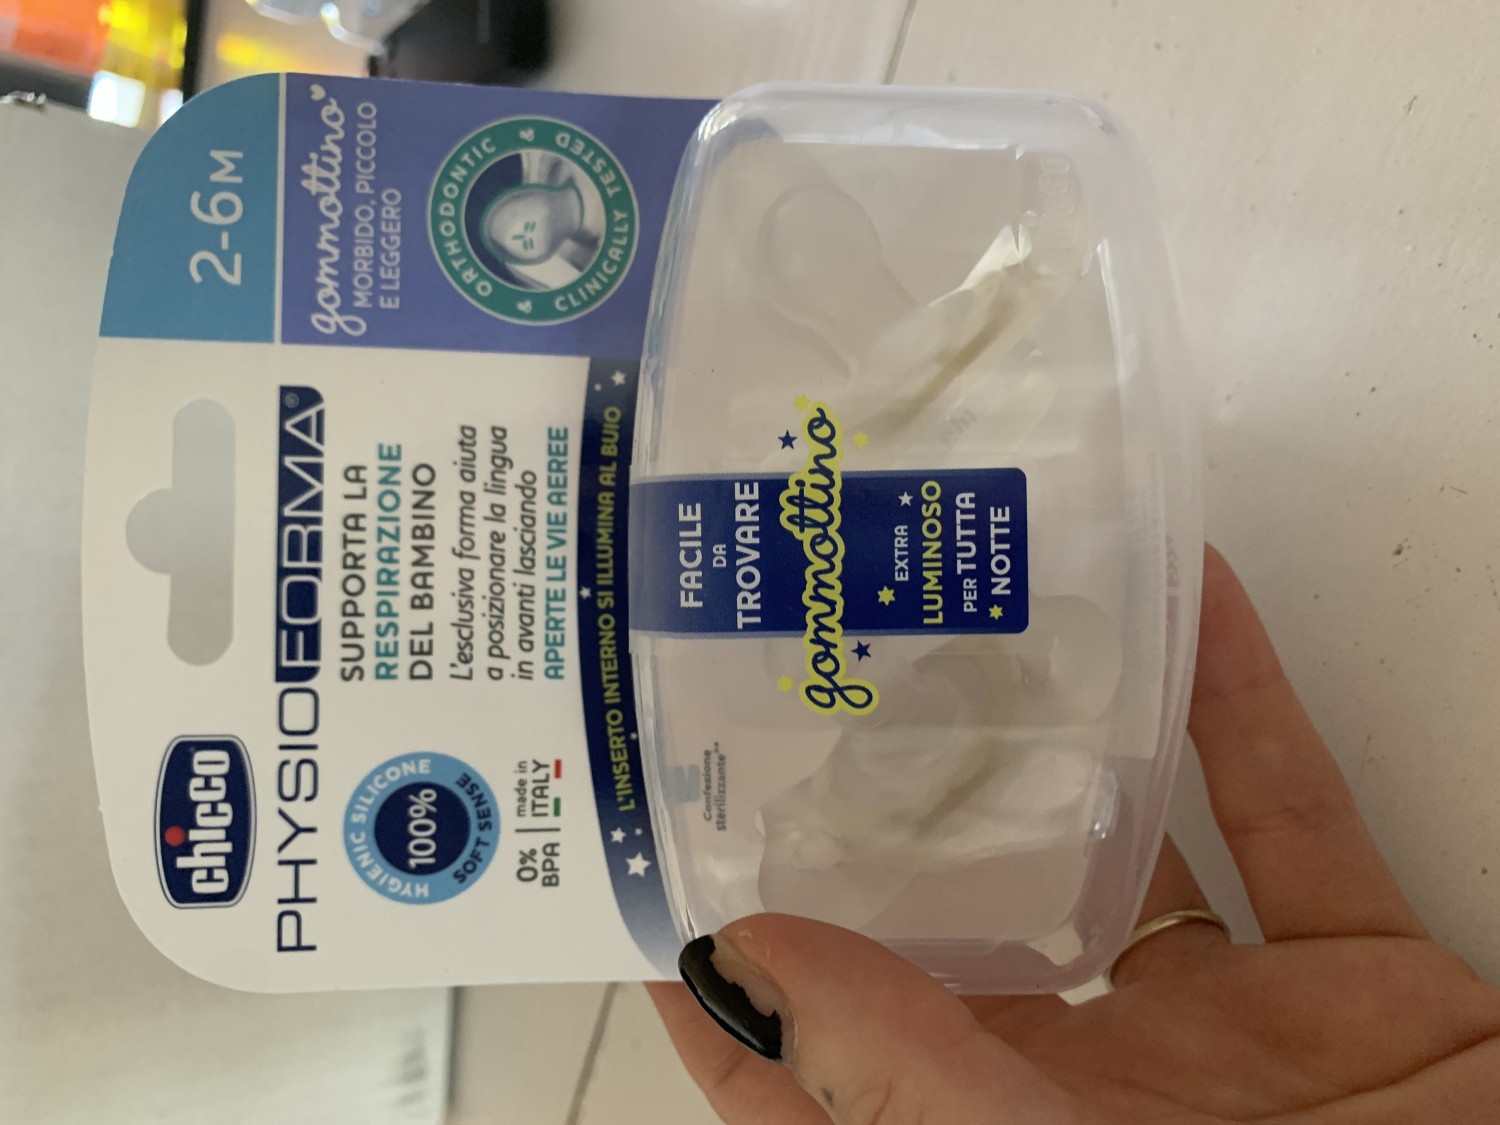 chicco
2-6M
PHYSIOFORMA®
gommottino
MORBIDO, PICCOLO
E LEGGERO
ORTHODONTIC & CLINICALLY TESTED &
HYGIENIC SILICONE
100%
SOFT SENSE
SUPPORTA LA
RESPIRAZIONE
DEL BAMBINO
L'esclusiva forma aiuta
a posizionare la lingua
in avanti lasciando
APERTE LE VIE AEREE
0%
BPA
made in
ITALY
L'INSERTO INTERNO SI ILLUMINA AL BUIO
Confezione
sterilizzante**
FACILE
DA
TROVARE
gommottino
EXTRA
LUMINOSO
PER TUTTA
NOTTE